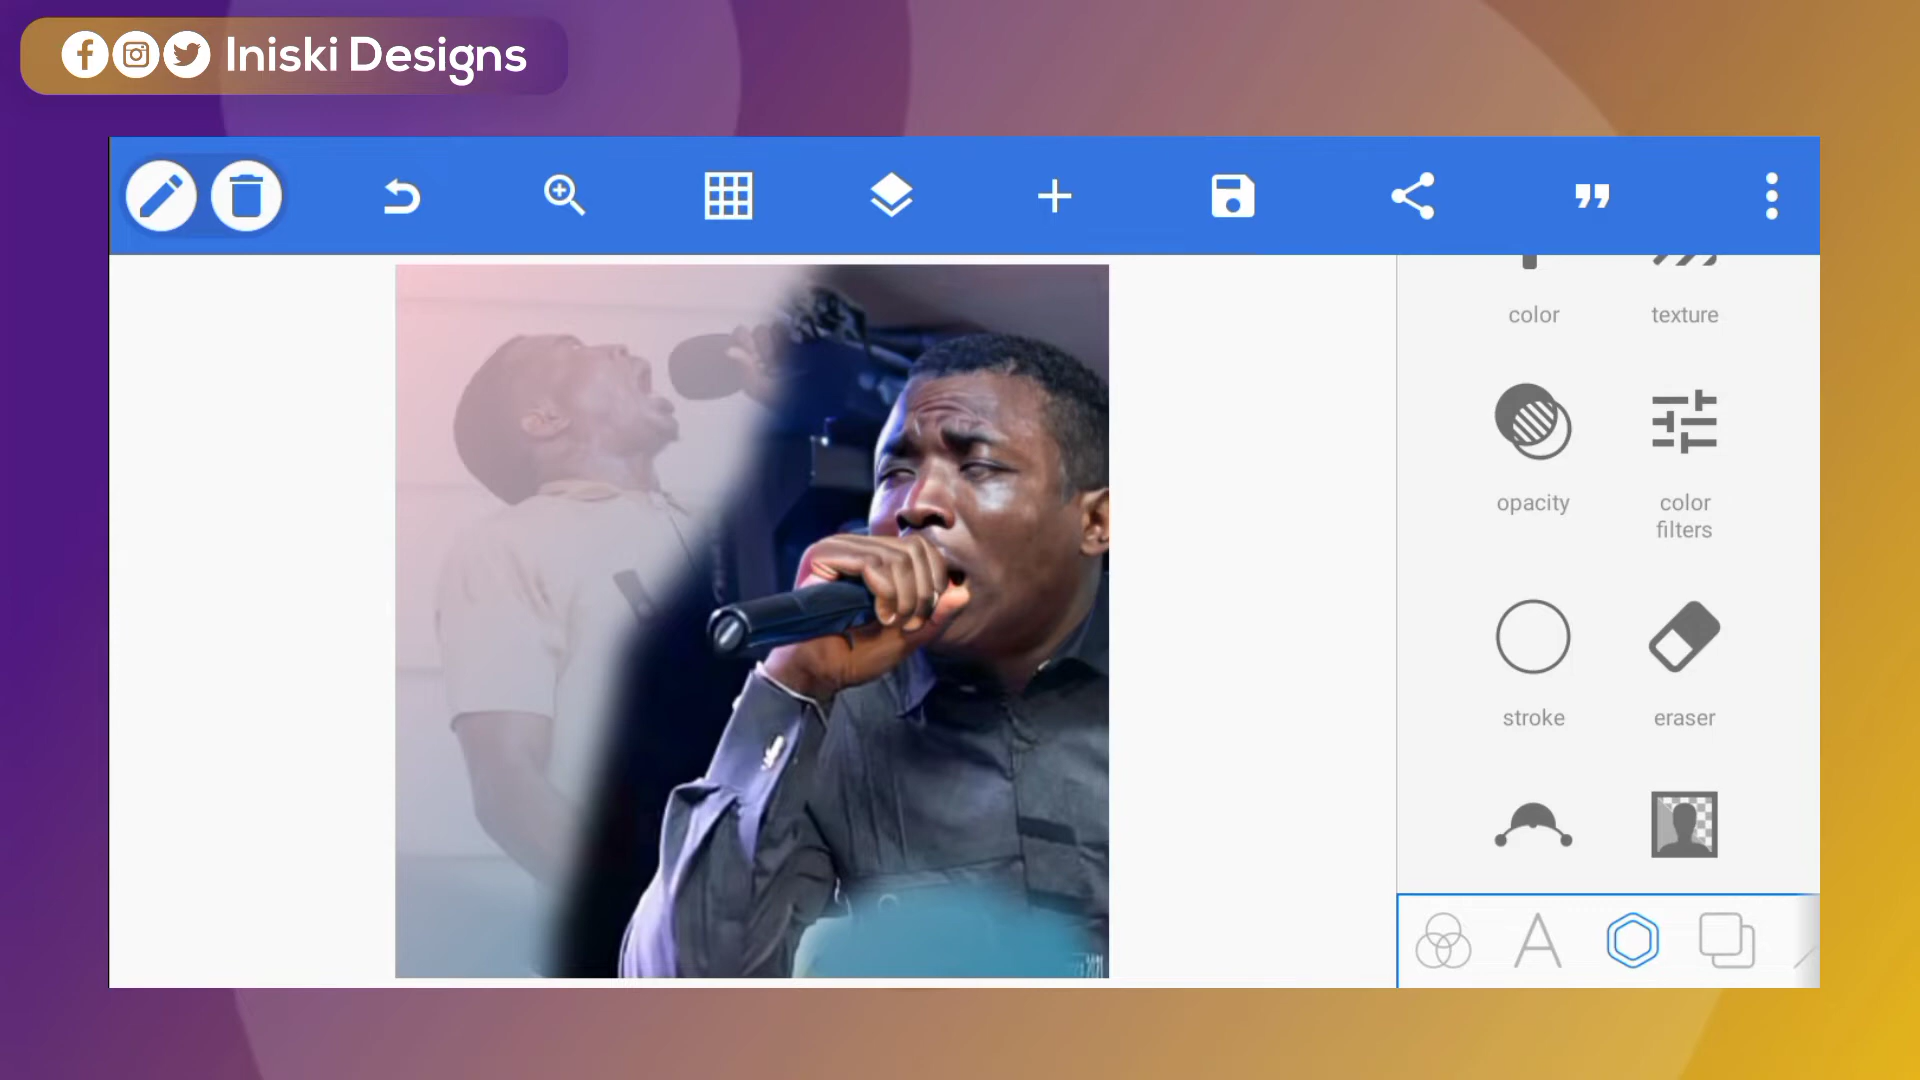 Iniski Designs
color
texture
opacity
color
filters
stroke
eraser